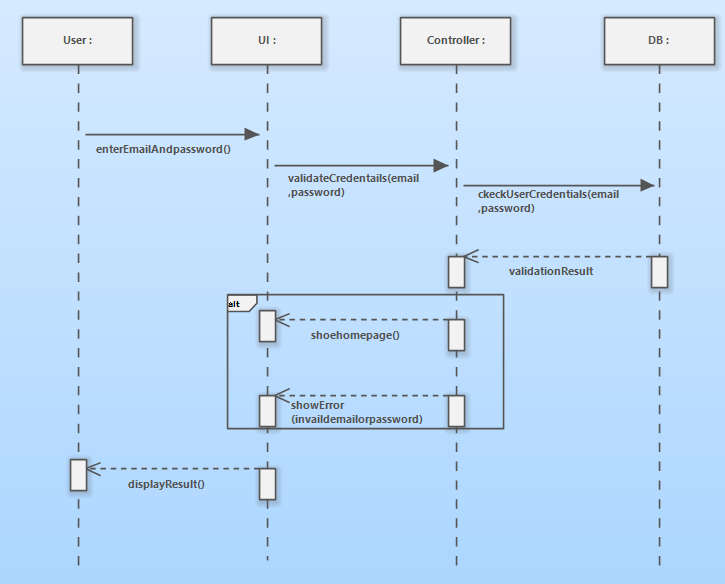 User :
UI :
Controller :
DB :
enterEmailAndpassword()
validateCredentails(email
,password)
ckeckUserCredentials(email
,password)
validationResult
alt
shoehomepage()
showError
(invaildemailorpassword)
displayResult()